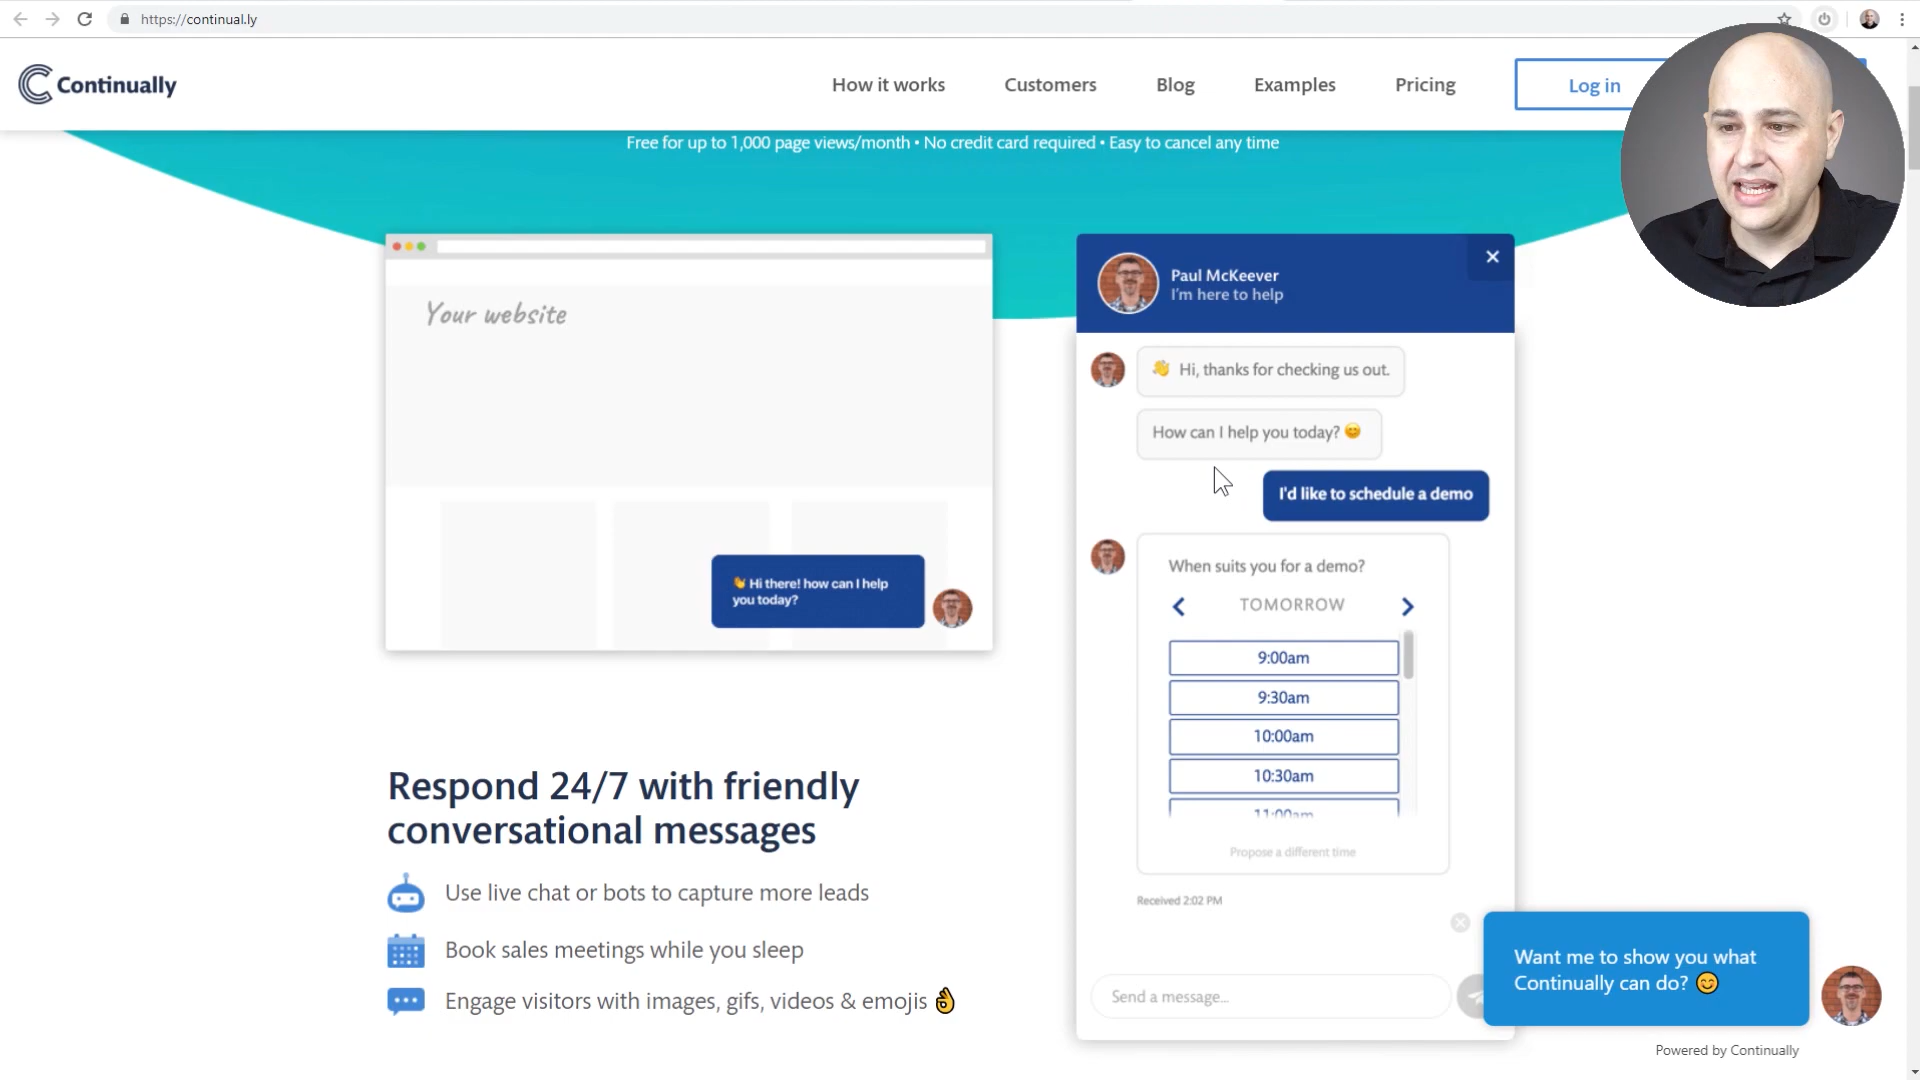 https://continual.ly
Continually
How it works
Customers
Blog
Examples
Pricing
Log in
Free for up to 1,000 page views/month • No credit card required • Easy to cancel any time
Your website
👋 Hi there! how can I help
you today?
Paul McKeever
I'm here to help
👋 Hi, thanks for checking us out.
How can I help you today? 😊
I'd like to schedule a demo
When suits you for a demo?
TOMORROW
9:00am
9:30am
10:00am
10:30am
11:00am
Propose a different time
Received 2:02 PM
Send a message...
Respond 24/7 with friendly
conversational messages
Use live chat or bots to capture more leads
Book sales meetings while you sleep
Engage visitors with images, gifs, videos & emojis 👌
Want me to show you what
Continually can do? 😊
Powered by Continually